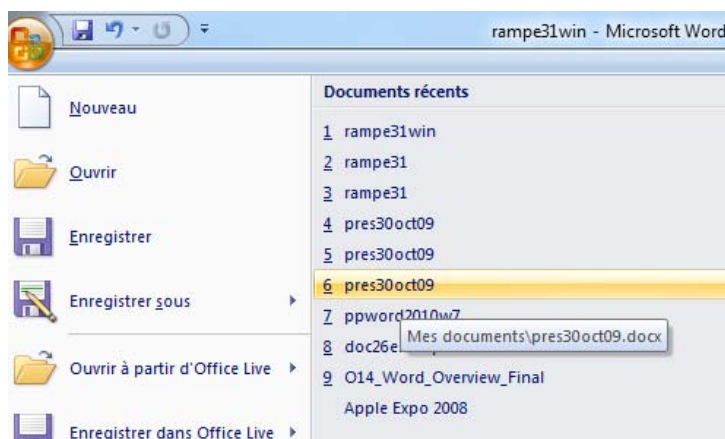 rampe31win - Microsoft Word
Nouveau
Ouvrir
Enregistrer
Enregistrer sous
Ouvrir à partir d'Office Live
Enregistrer dans Office Live
Documents récents
1 rampe31win
2 rampe31
3 rampe31
4 pres30oct09
5 pres30oct09
6 pres30oct09
7 ppword2010w7
Mes documents\pres30oct09.docx
8
9 O14_Word_Overview_Final
Apple Expo 2008